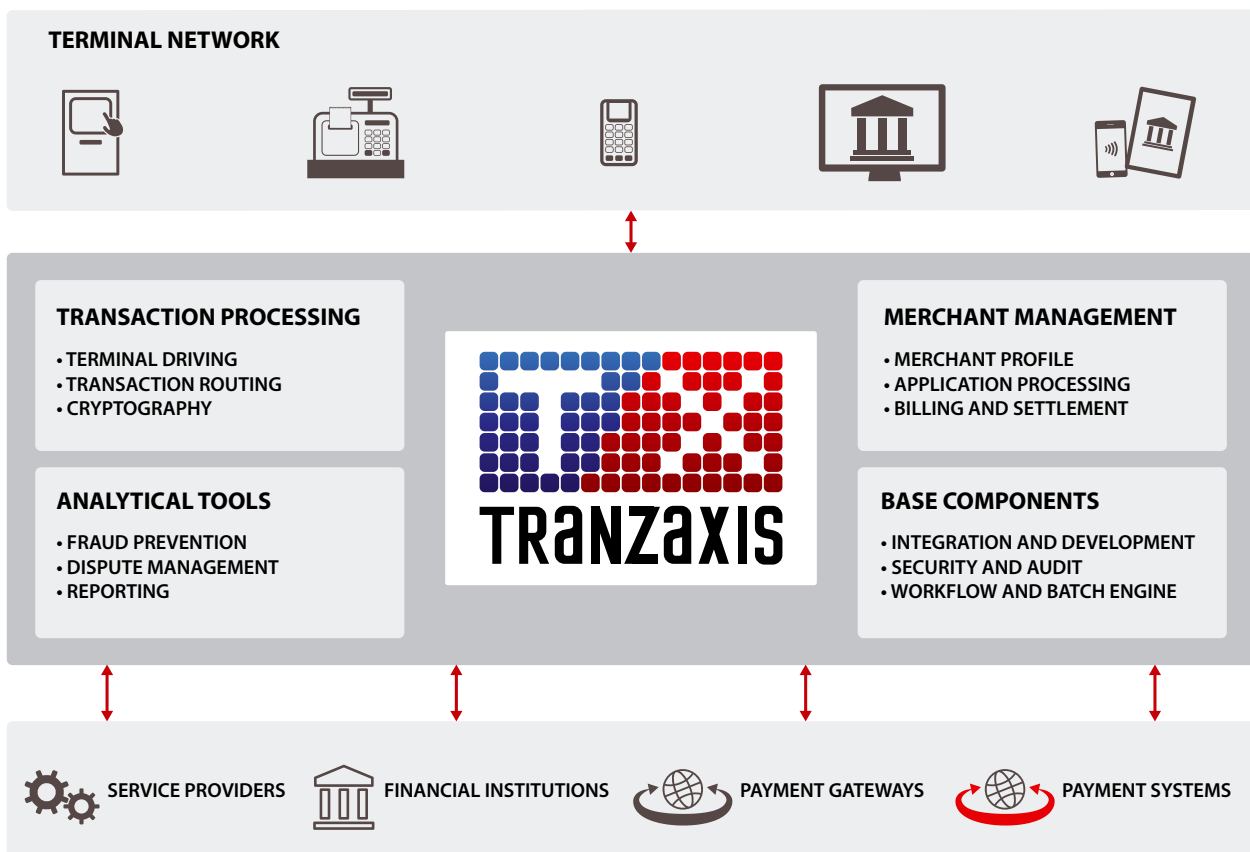 TERMINAL NETWORK
TRANSACTION PROCESSING
• TERMINAL DRIVING
• TRANSACTION ROUTING
• CRYPTOGRAPHY
ANALYTICAL TOOLS
• FRAUD PREVENTION
• DISPUTE MANAGEMENT
• REPORTING
TX
TRANZAXIS
MERCHANT MANAGEMENT
• MERCHANT PROFILE
• APPLICATION PROCESSING
• BILLING AND SETTLEMENT
BASE COMPONENTS
• INTEGRATION AND DEVELOPMENT
• SECURITY AND AUDIT
• WORKFLOW AND BATCH ENGINE
SERVICE PROVIDERS
FINANCIAL INSTITUTIONS
PAYMENT GATEWAYS
PAYMENT SYSTEMS